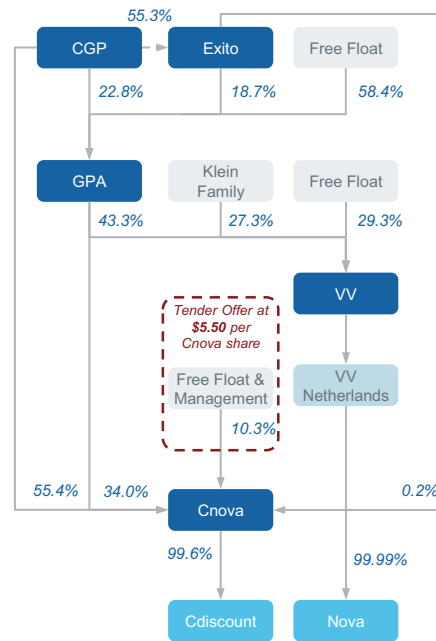 55.3%
CGP
Exito
Free Float
22.8%
18.7%
58.4%
GPA
Klein
Family
Free Float
43.3%
27.3%
29.3%
VV
Tender Offer at
$5.50 per
Cnova share
Free Float &
Management
VV
Netherlands
10.3%
55.4%
34.0%
0.2%
Cnova
99.6%
99.99%
Cdiscount
Nova